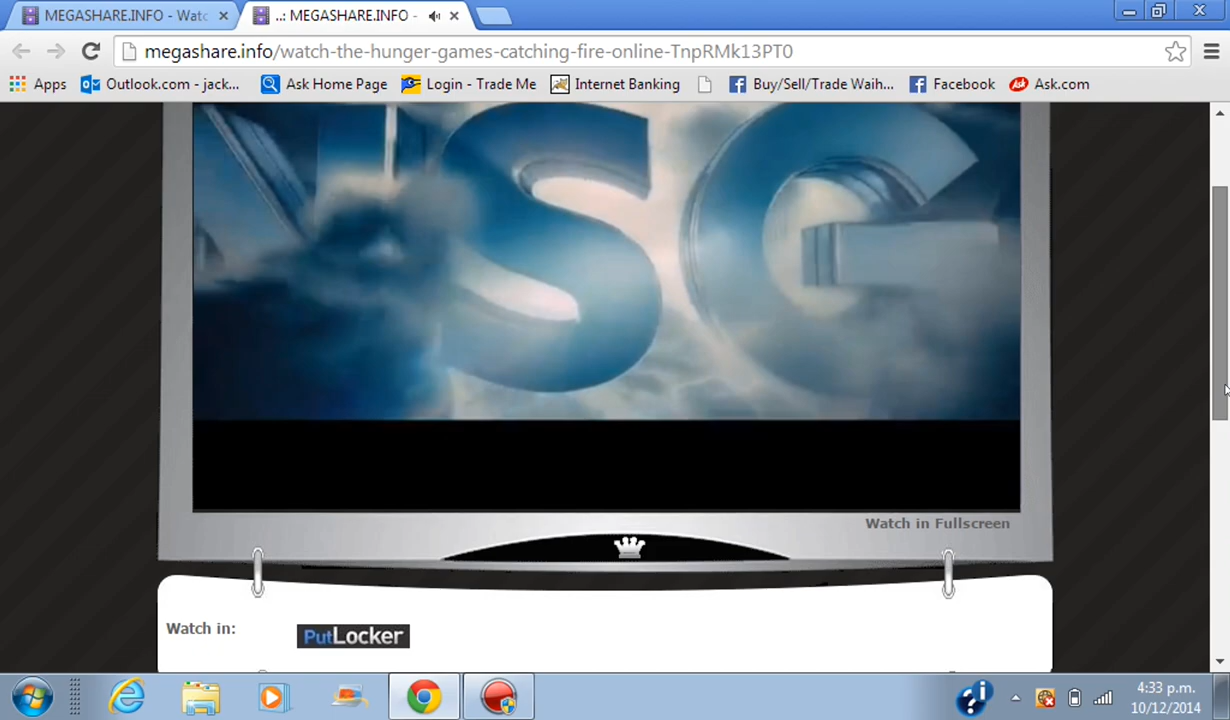 MEGASHARE.INFO - Watc
..: MEGASHARE.INFO -
megashare.info/watch-the-hunger-games-catching-fire-online-TnpRMk13PT0
Apps
Outlook.com - jack...
Ask Home Page
Login - Trade Me
Internet Banking
Buy/Sell/Trade Waih...
Facebook
Ask
Ask.com
NSG
Watch in Fullscreen
Watch in:
PutLocker
4:33 p.m.
10/12/2014